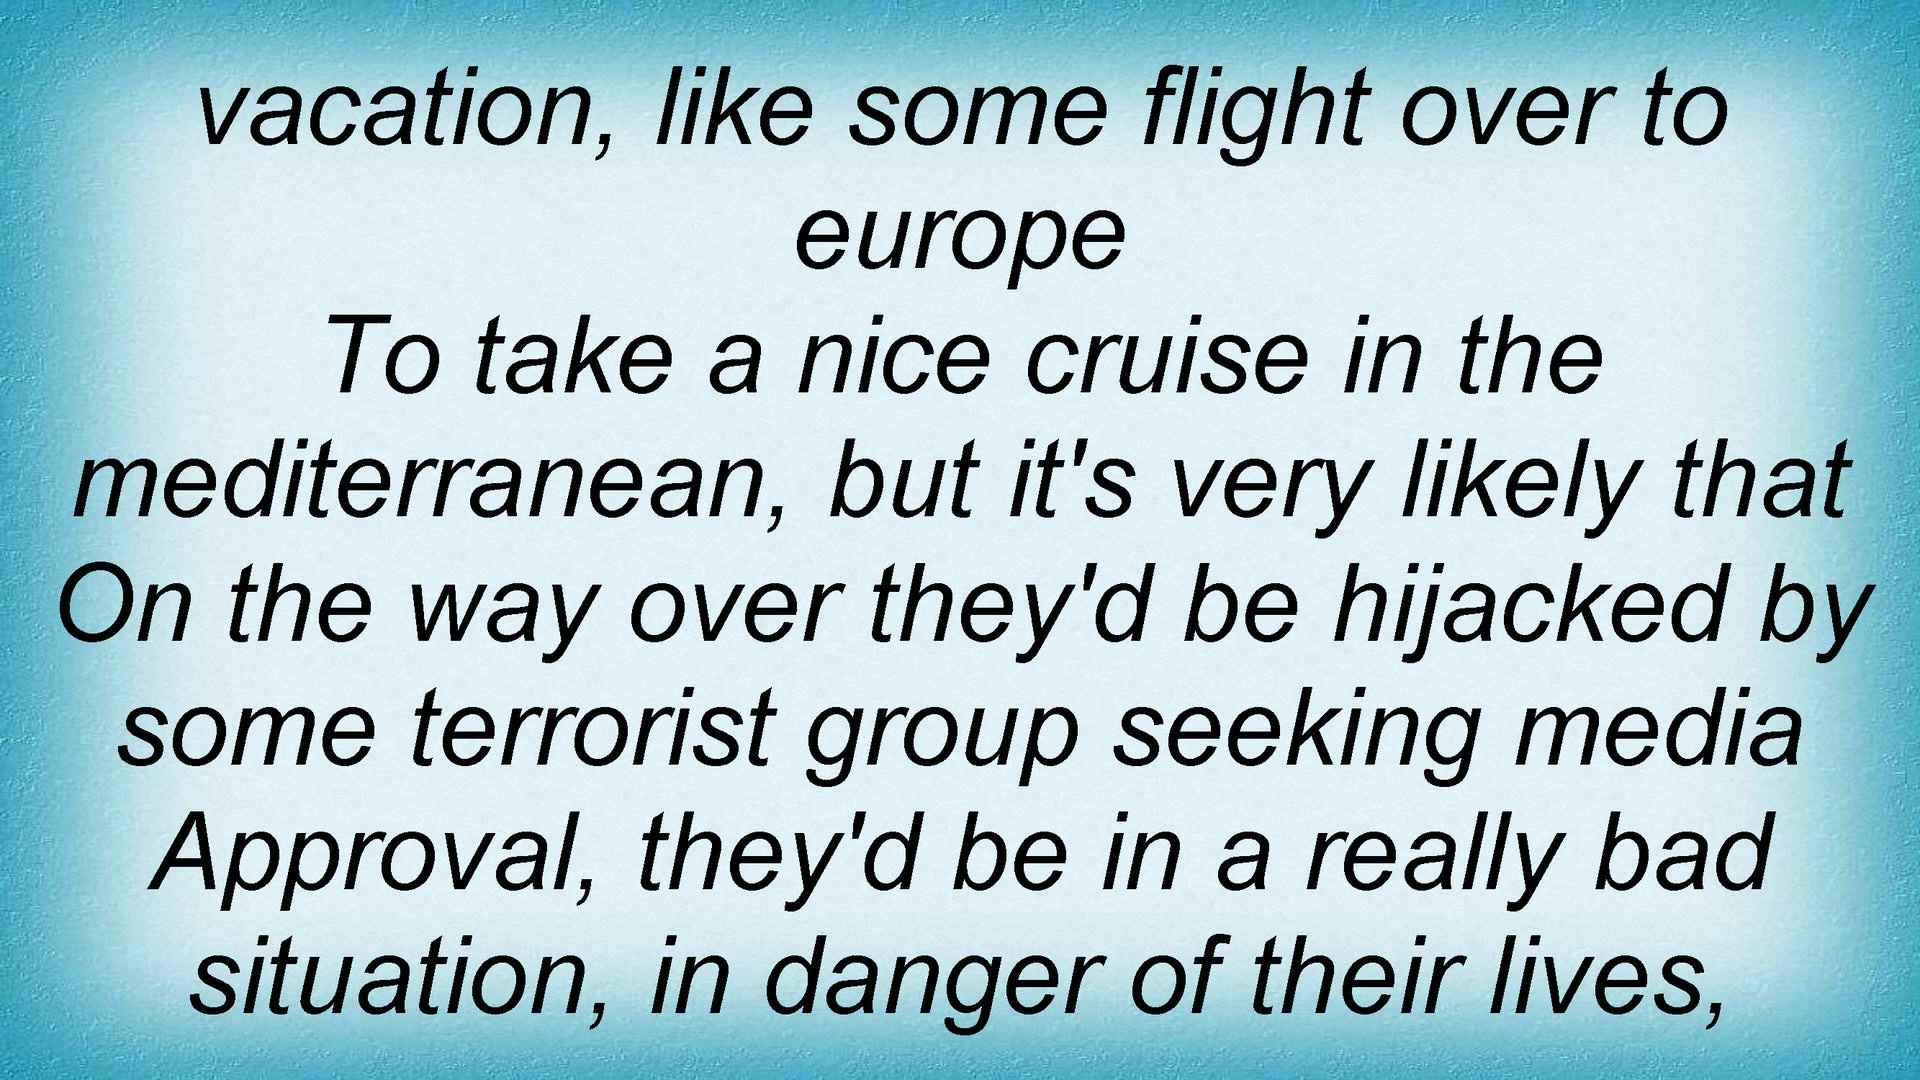 vacation, like some flight over to
europe
To take a nice cruise in the
mediterranean, but it's very likely that
On the way over they'd be hijacked by
some terrorist group seeking media
Approval, they'd be in a really bad
situation, in danger of their lives,